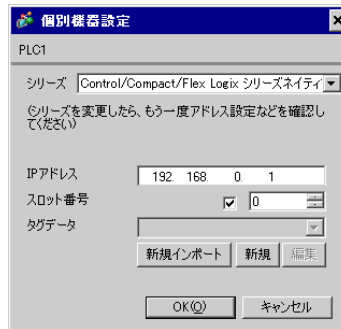 個別機器設定
PLC1
シリーズ Control/Compact/Flex Logix シリーズネイティ
(シリーズを変更したら、もう一度アドレス設定などを確認し
てください)
IPアドレス 192. 168. 0. 1
スロット番号 0
タグデータ
新規インポート 新規 編集
OK(O) キャンセル